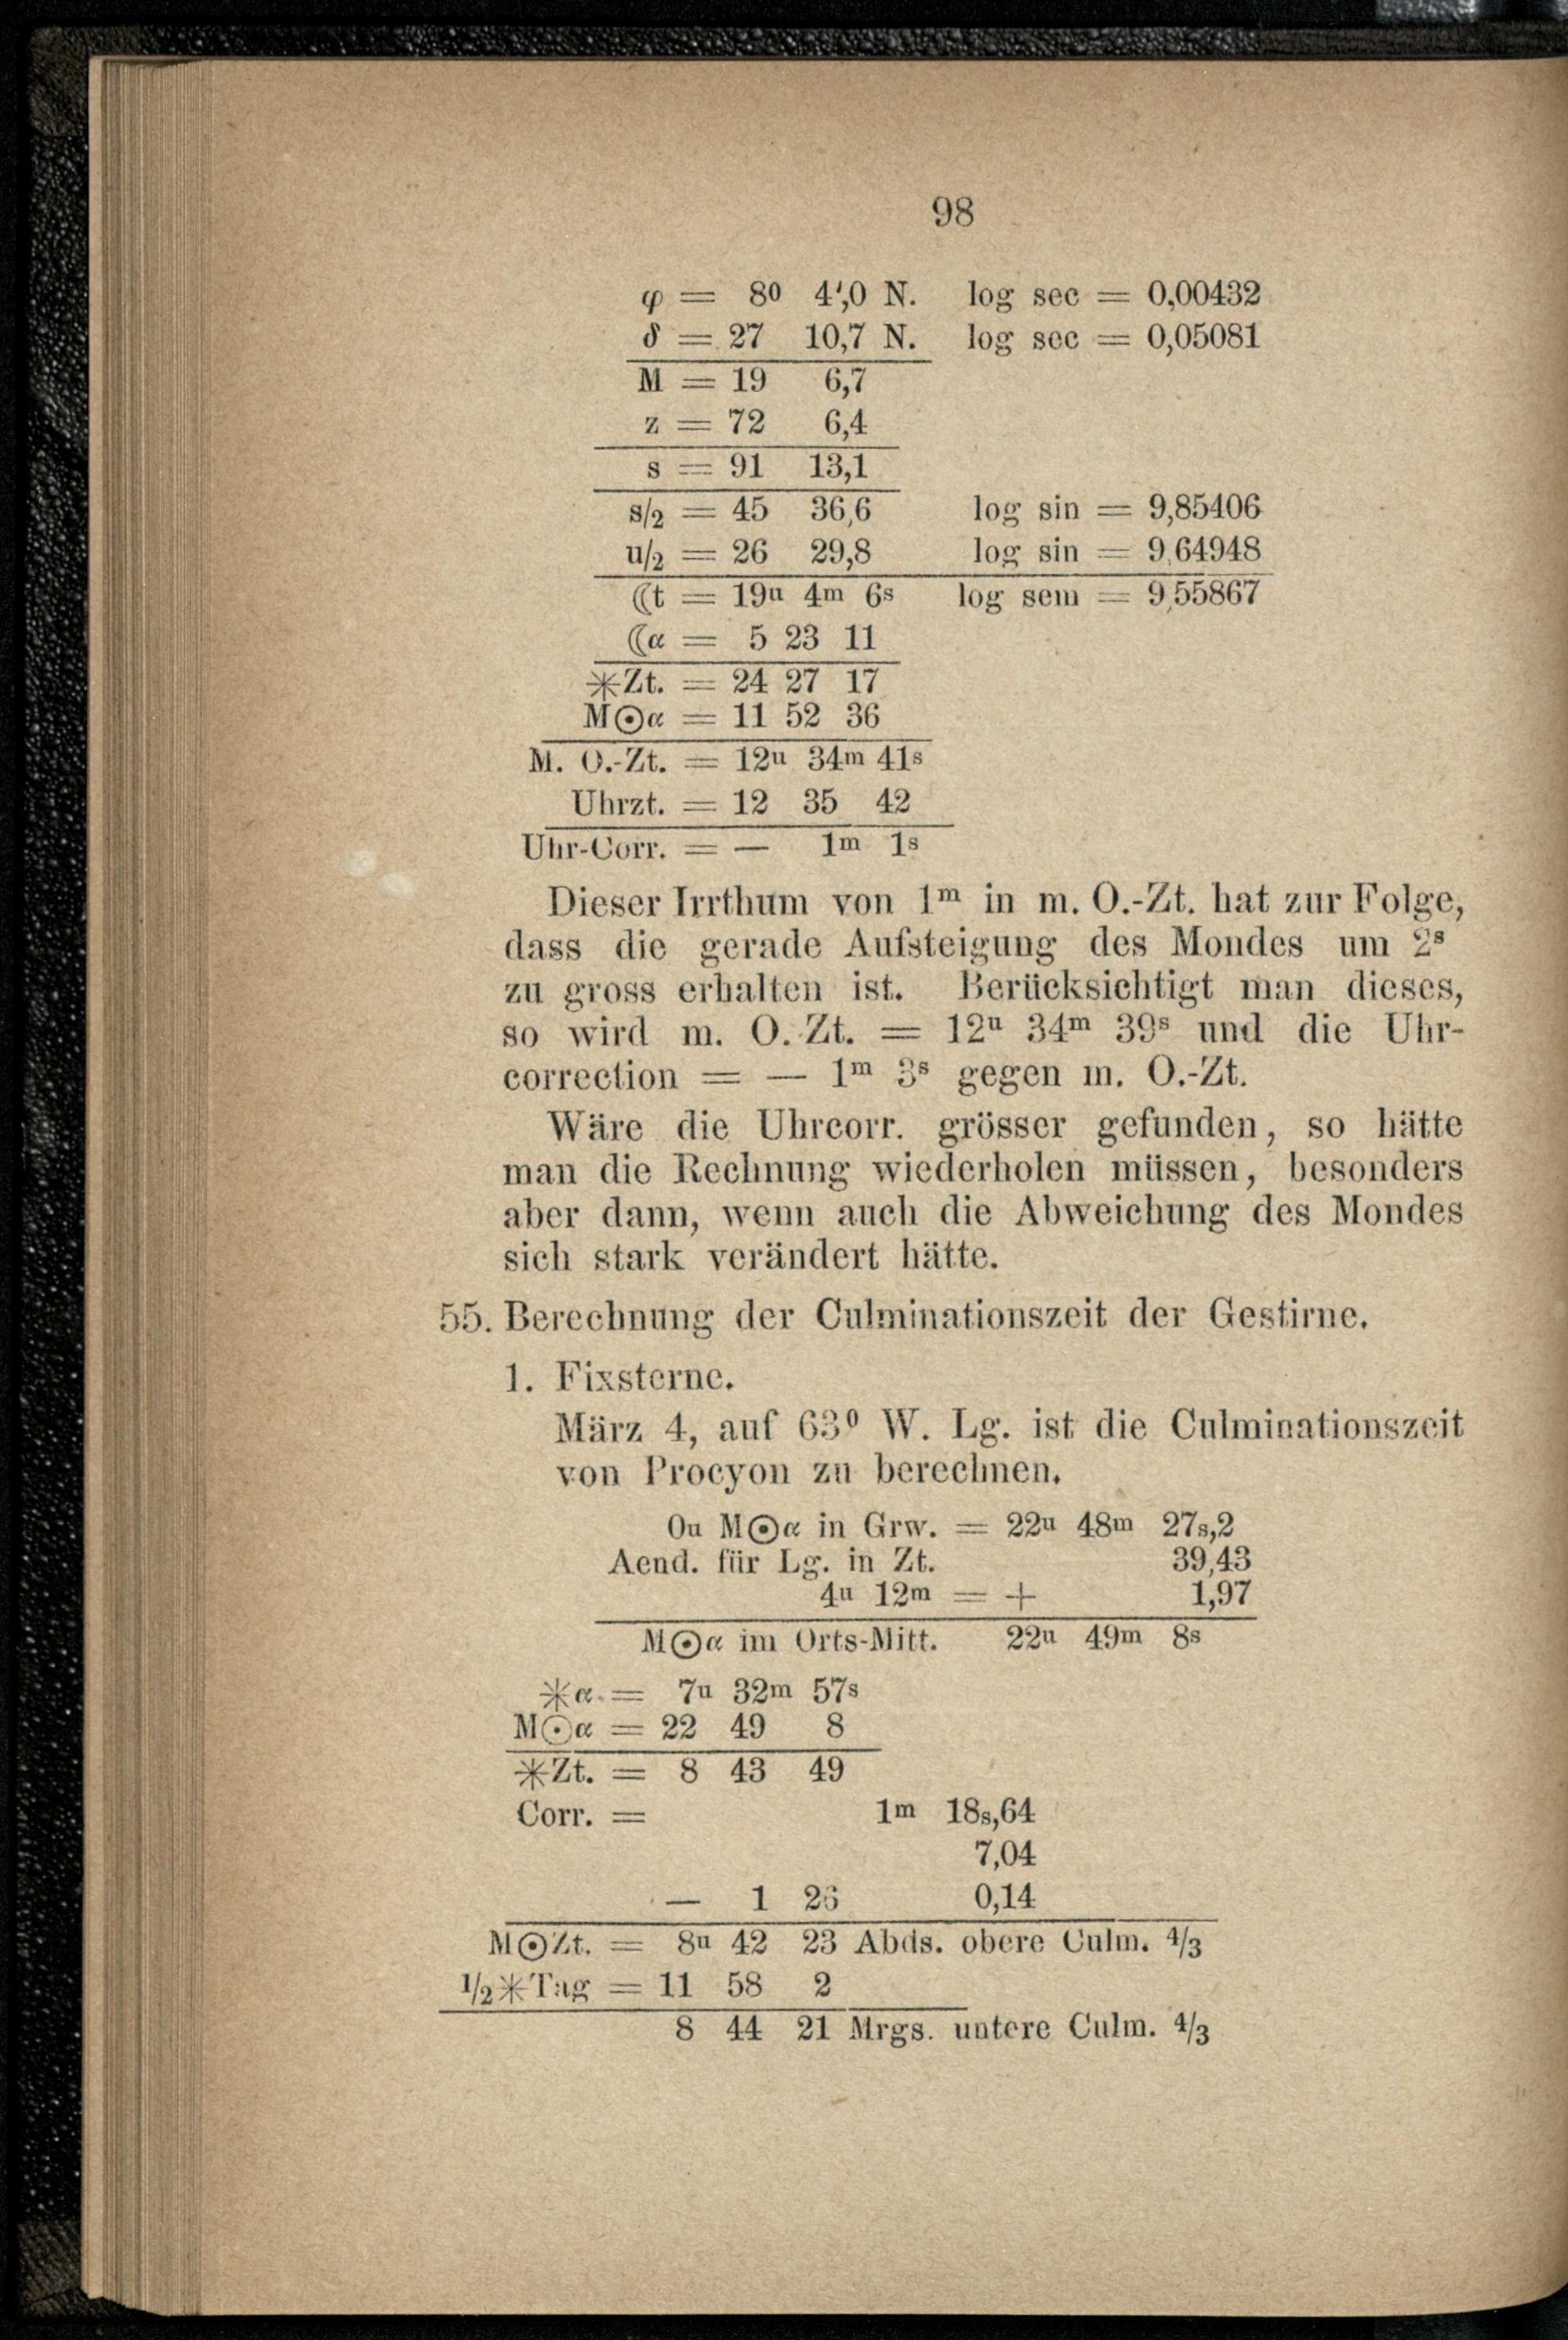 98
φ = 8⁰ 4′,0 N. log sec = 0,00432
δ = 27 10,7 N. log sec = 0,05081
M = 19 6,7
z = 72 6,4
s = 91 13,1
s/2 = 45 36,6 log sin = 9,85406
u/2 = 26 29,8 log sin = 9,64948
☾t = 19ᵘ 4ᵐ 6ˢ log sem = 9,55867
☾α = 5 23 11
✳Zt. = 24 27 17
M☉α = 11 52 36
M. O.-Zt. = 12ᵘ 34ᵐ 41ˢ
Uhrzt. = 12 35 42
Uhr-Corr. = — 1ᵐ 1ˢ
Dieser Irrthum von 1ᵐ in m. O.-Zt. hat zur Folge,
dass die gerade Aufsteigung des Mondes um 2ˢ
zu gross erhalten ist. Berücksichtigt man dieses,
so wird m. O. Zt. = 12ᵘ 34ᵐ 39ˢ und die Uhr-
correction = — 1ᵐ 3ˢ gegen m. O.-Zt.
Wäre die Uhrcorr. grösser gefunden, so hätte
man die Rechnung wiederholen müssen, besonders
aber dann, wenn auch die Abweichung des Mondes
sich stark verändert hätte.
55. Berechnung der Culminationszeit der Gestirne.
1. Fixsterne.
März 4, auf 63⁰ W. Lg. ist die Culminationszeit
von Procyon zu berechnen.
0ᵘ M☉α in Grw. = 22ᵘ 48ᵐ 27ˢ,2
Aend. für Lg. in Zt. 39,43
4ᵘ 12ᵐ = + 1,97
M☉α im Orts-Mitt. 22ᵘ 49ᵐ 8ˢ
✳α = 7ᵘ 32ᵐ 57ˢ
M☉α = 22 49 8
✳Zt. = 8 43 49
Corr. = 1ᵐ 18ˢ,64
7,04
— 1 26 0,14
M☉Zt. = 8ᵘ 42 23 Abds. obere Culm. 4/3
1/2✳Tag = 11 58 2
8 44 21 Mrgs. untere Culm. 4/3